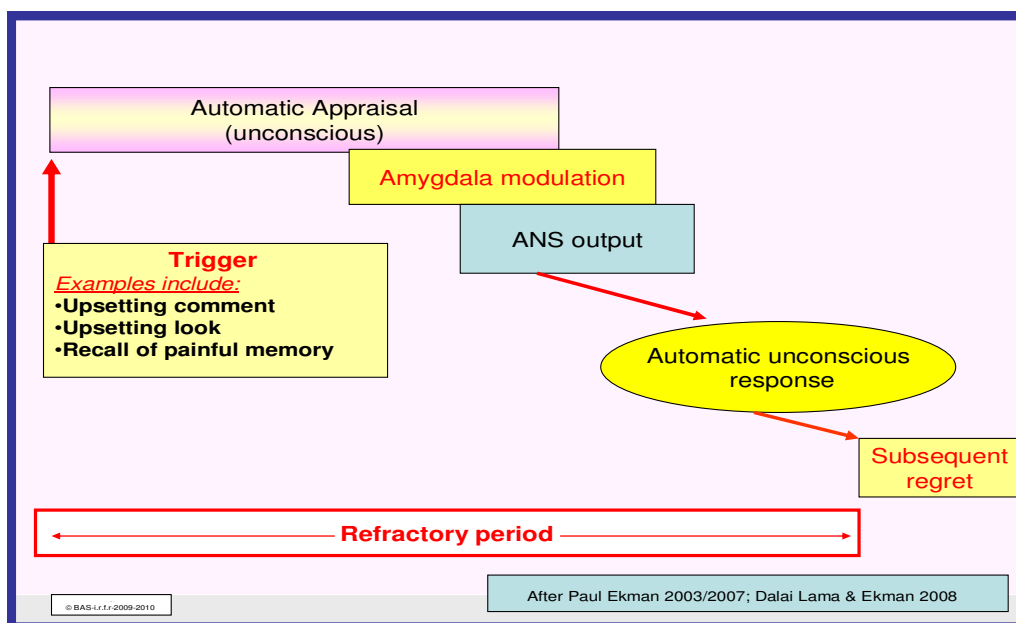 Automatic Appraisal
(unconscious)
Amygdala modulation
ANS output
Trigger
Examples include:
•Upsetting comment
•Upsetting look
•Recall of painful memory
Automatic unconscious
response
Subsequent
regret
Refractory period
After Paul Ekman 2003/2007; Dalai Lama & Ekman 2008
© BAS-i.r.f.r-2009-2010